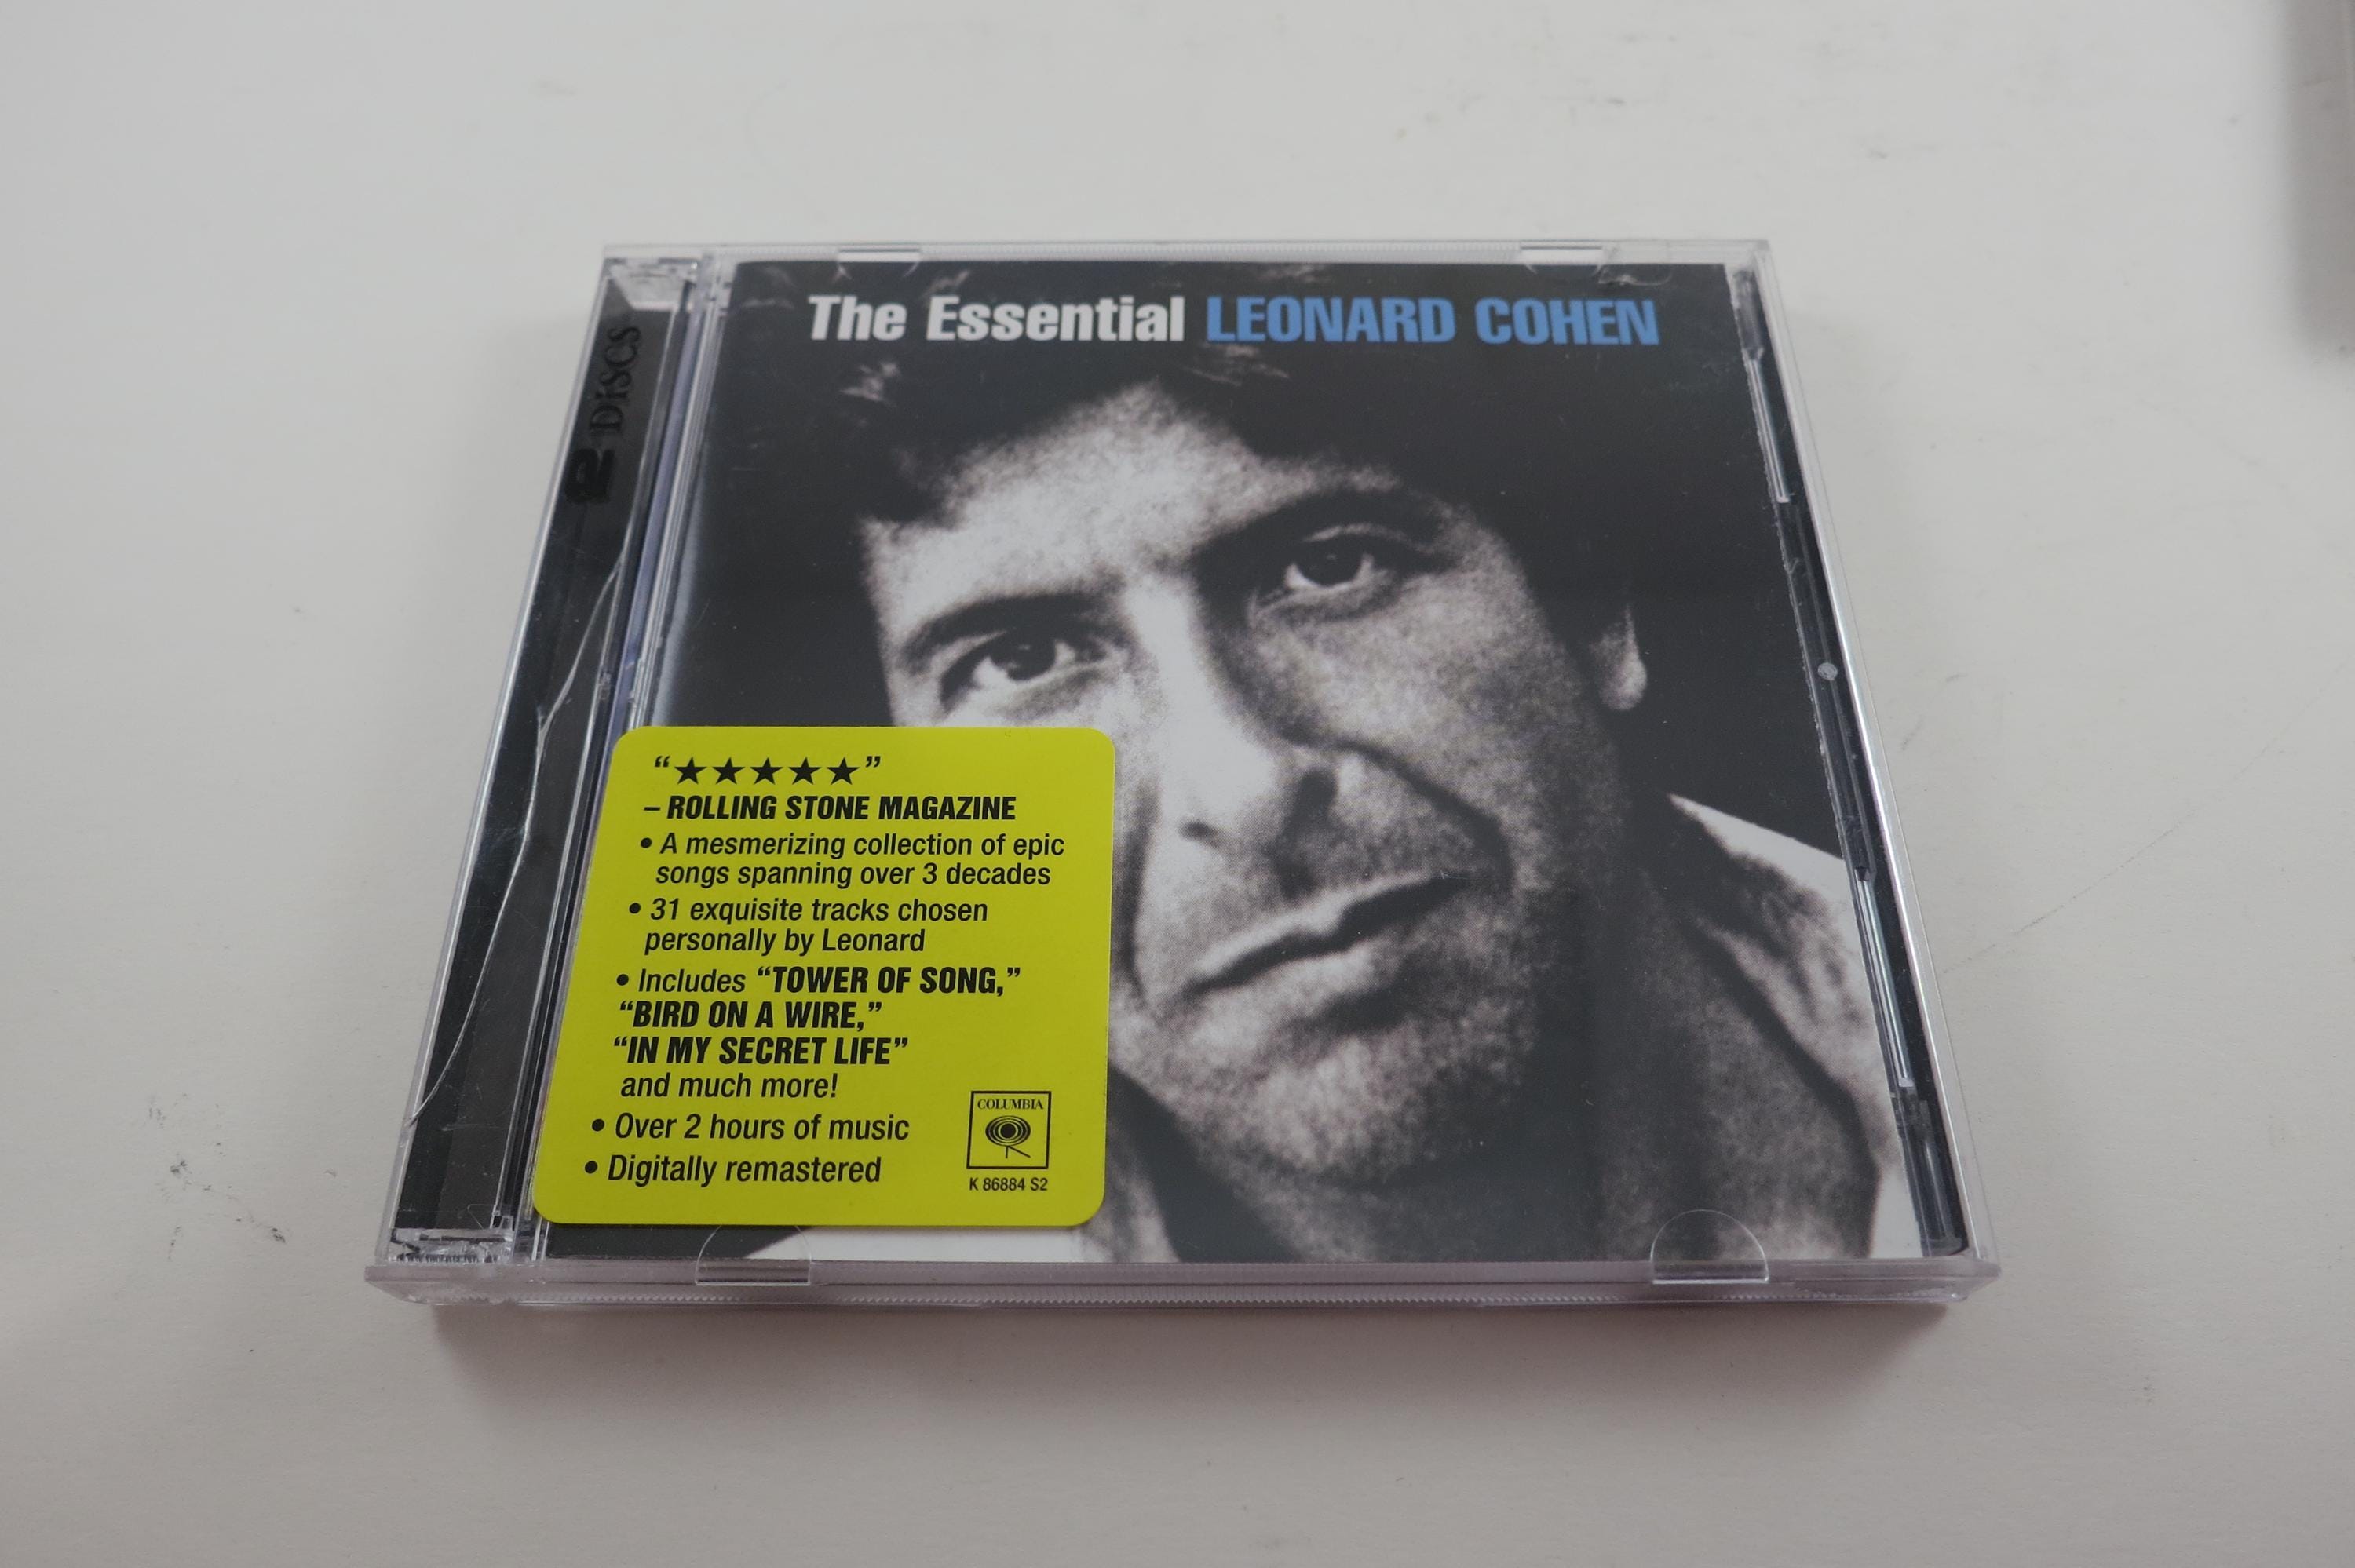 The Essential LEONARD COHEN
2 DISCS
“★★★★★”
– ROLLING STONE MAGAZINE
• A mesmerizing collection of epic
songs spanning over 3 decades
• 31 exquisite tracks chosen
personally by Leonard
• Includes “TOWER OF SONG,”
“BIRD ON A WIRE,”
“IN MY SECRET LIFE”
and much more!
• Over 2 hours of music
• Digitally remastered
COLUMBIA
K 86884 S2